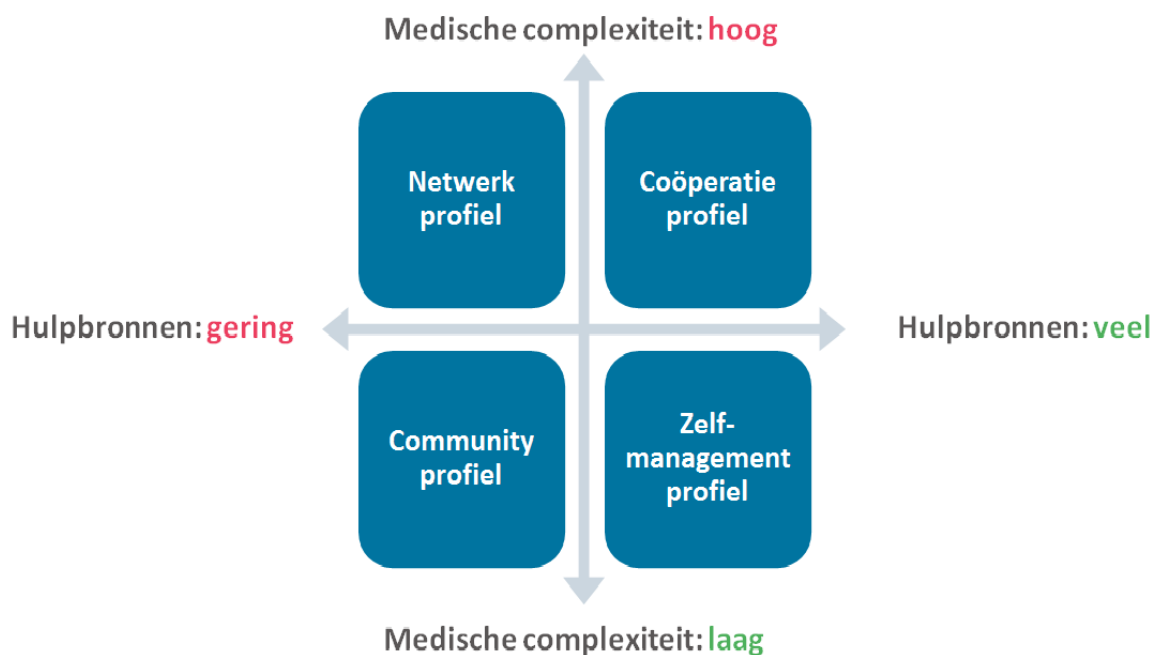 Medische complexiteit: hoog
Netwerk
profiel
Coöperatie
profiel
Hulpbronnen: gering
Hulpbronnen: veel
Community
profiel
Zelf-
management
profiel
Medische complexiteit: laag